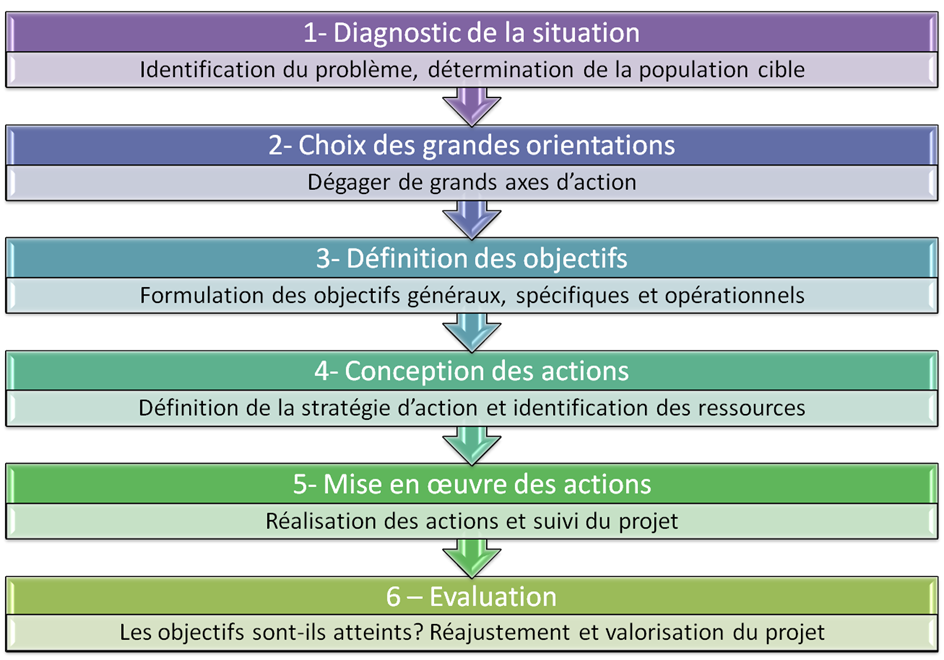 1- Diagnostic de la situation
Identification du problème, détermination de la population cible
2- Choix des grandes orientations
Dégager de grands axes d’action
3- Définition des objectifs
Formulation des objectifs généraux, spécifiques et opérationnels
4- Conception des actions
Définition de la stratégie d’action et identification des ressources
5- Mise en œuvre des actions
Réalisation des actions et suivi du projet
6 – Evaluation
Les objectifs sont-ils atteints? Réajustement et valorisation du projet